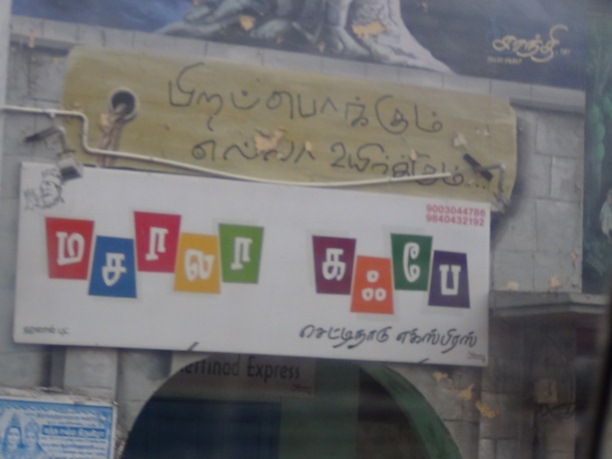 பிறப்பொக்கும்
எல்லா உயிர்க்கும்...
9003044786
9840432192
மசாலா கஃபே
செட்டிநாடு எக்ஸ்பிரஸ்
Express